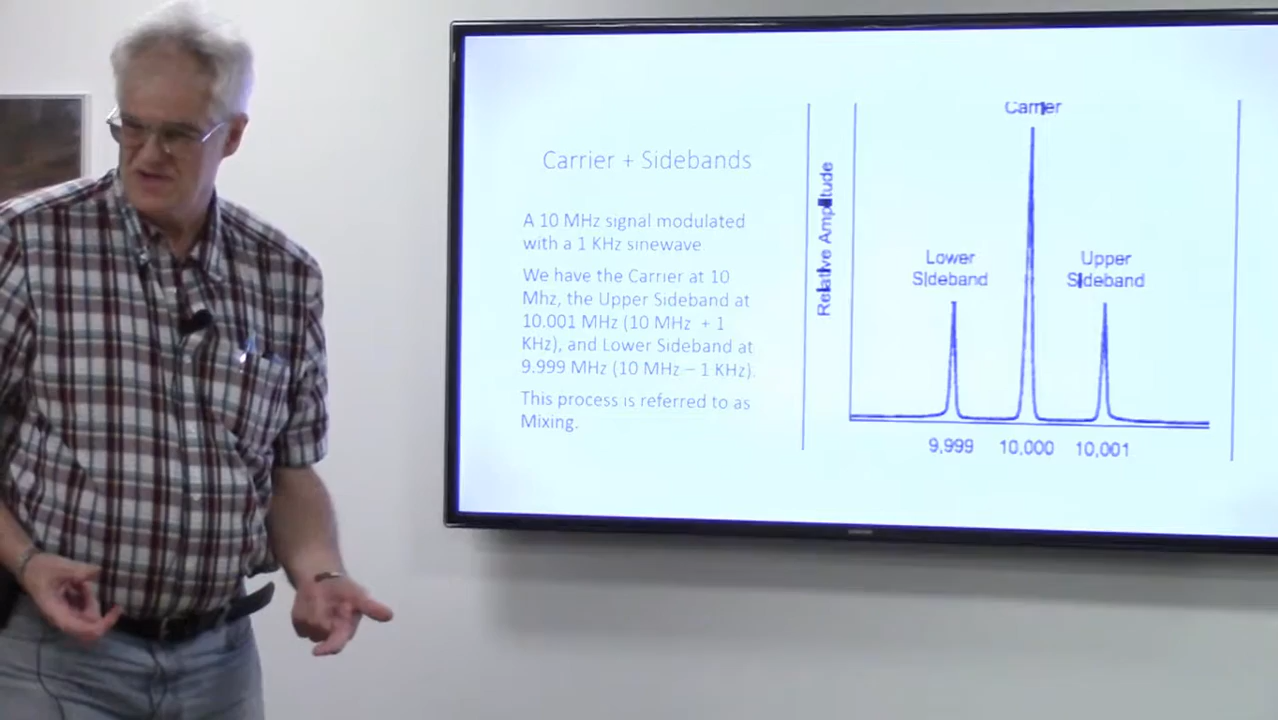 Carrier + Sidebands
A 10 MHz signal modulated
with a 1 KHz sinewave
We have the Carrier at 10
Mhz, the Upper Sideband at
10.001 MHz (10 MHz + 1
KHz), and Lower Sideband at
9.999 MHz (10 MHz – 1 KHz).
This process is referred to as
Mixing.
Relative Amplitude
Carrier
Lower
Sideband
Upper
Sideband
9,999
10,000
10,001